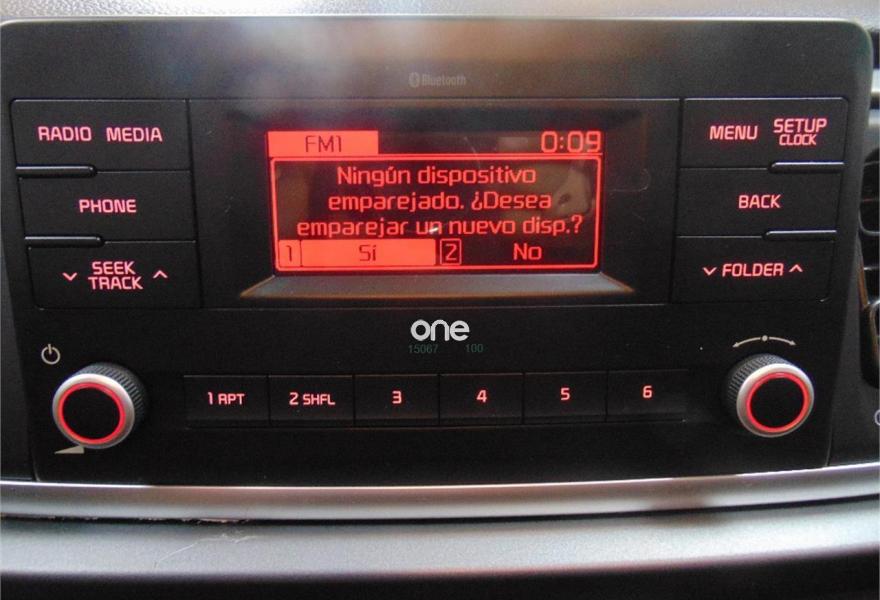 Bluetooth
RADIO MEDIA
FM1 0:09
MENU SETUP
CLOCK
Ningún dispositivo
emparejado. ¿Desea
emparejar un nuevo disp.?
1 Sí 2 No
PHONE
BACK
SEEK
TRACK
FOLDER
one
15067 100
1 RPT 2 SHFL 3 4 5 6